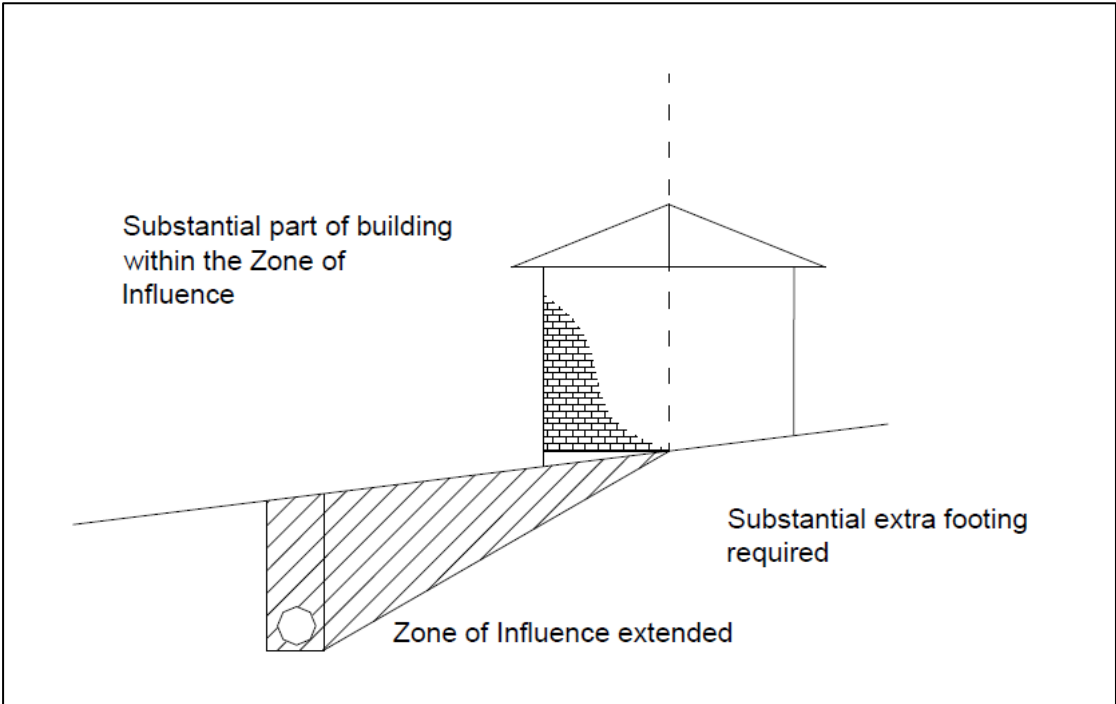 Substantial part of building
within the Zone of
Influence
Substantial extra footing
required
Zone of Influence extended